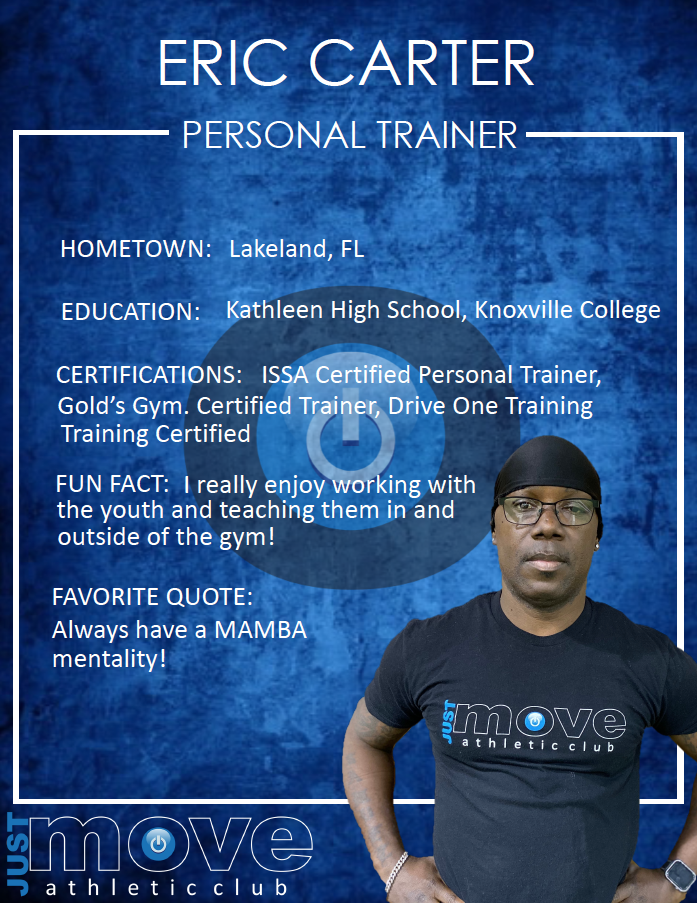 ERIC CARTER
PERSONAL TRAINER
HOMETOWN: Lakeland, FL
EDUCATION: Kathleen High School, Knoxville College
CERTIFICATIONS: ISSA Certified Personal Trainer,
Gold's Gym. Certified Trainer, Drive One Training
Training Certified
FUN FACT: I really enjoy working with
the youth and teaching them in and
outside of the gym!
FAVORITE QUOTE:
Always have a MAMBA
mentality!
JUST move
athletic club
JUST move
athletic club